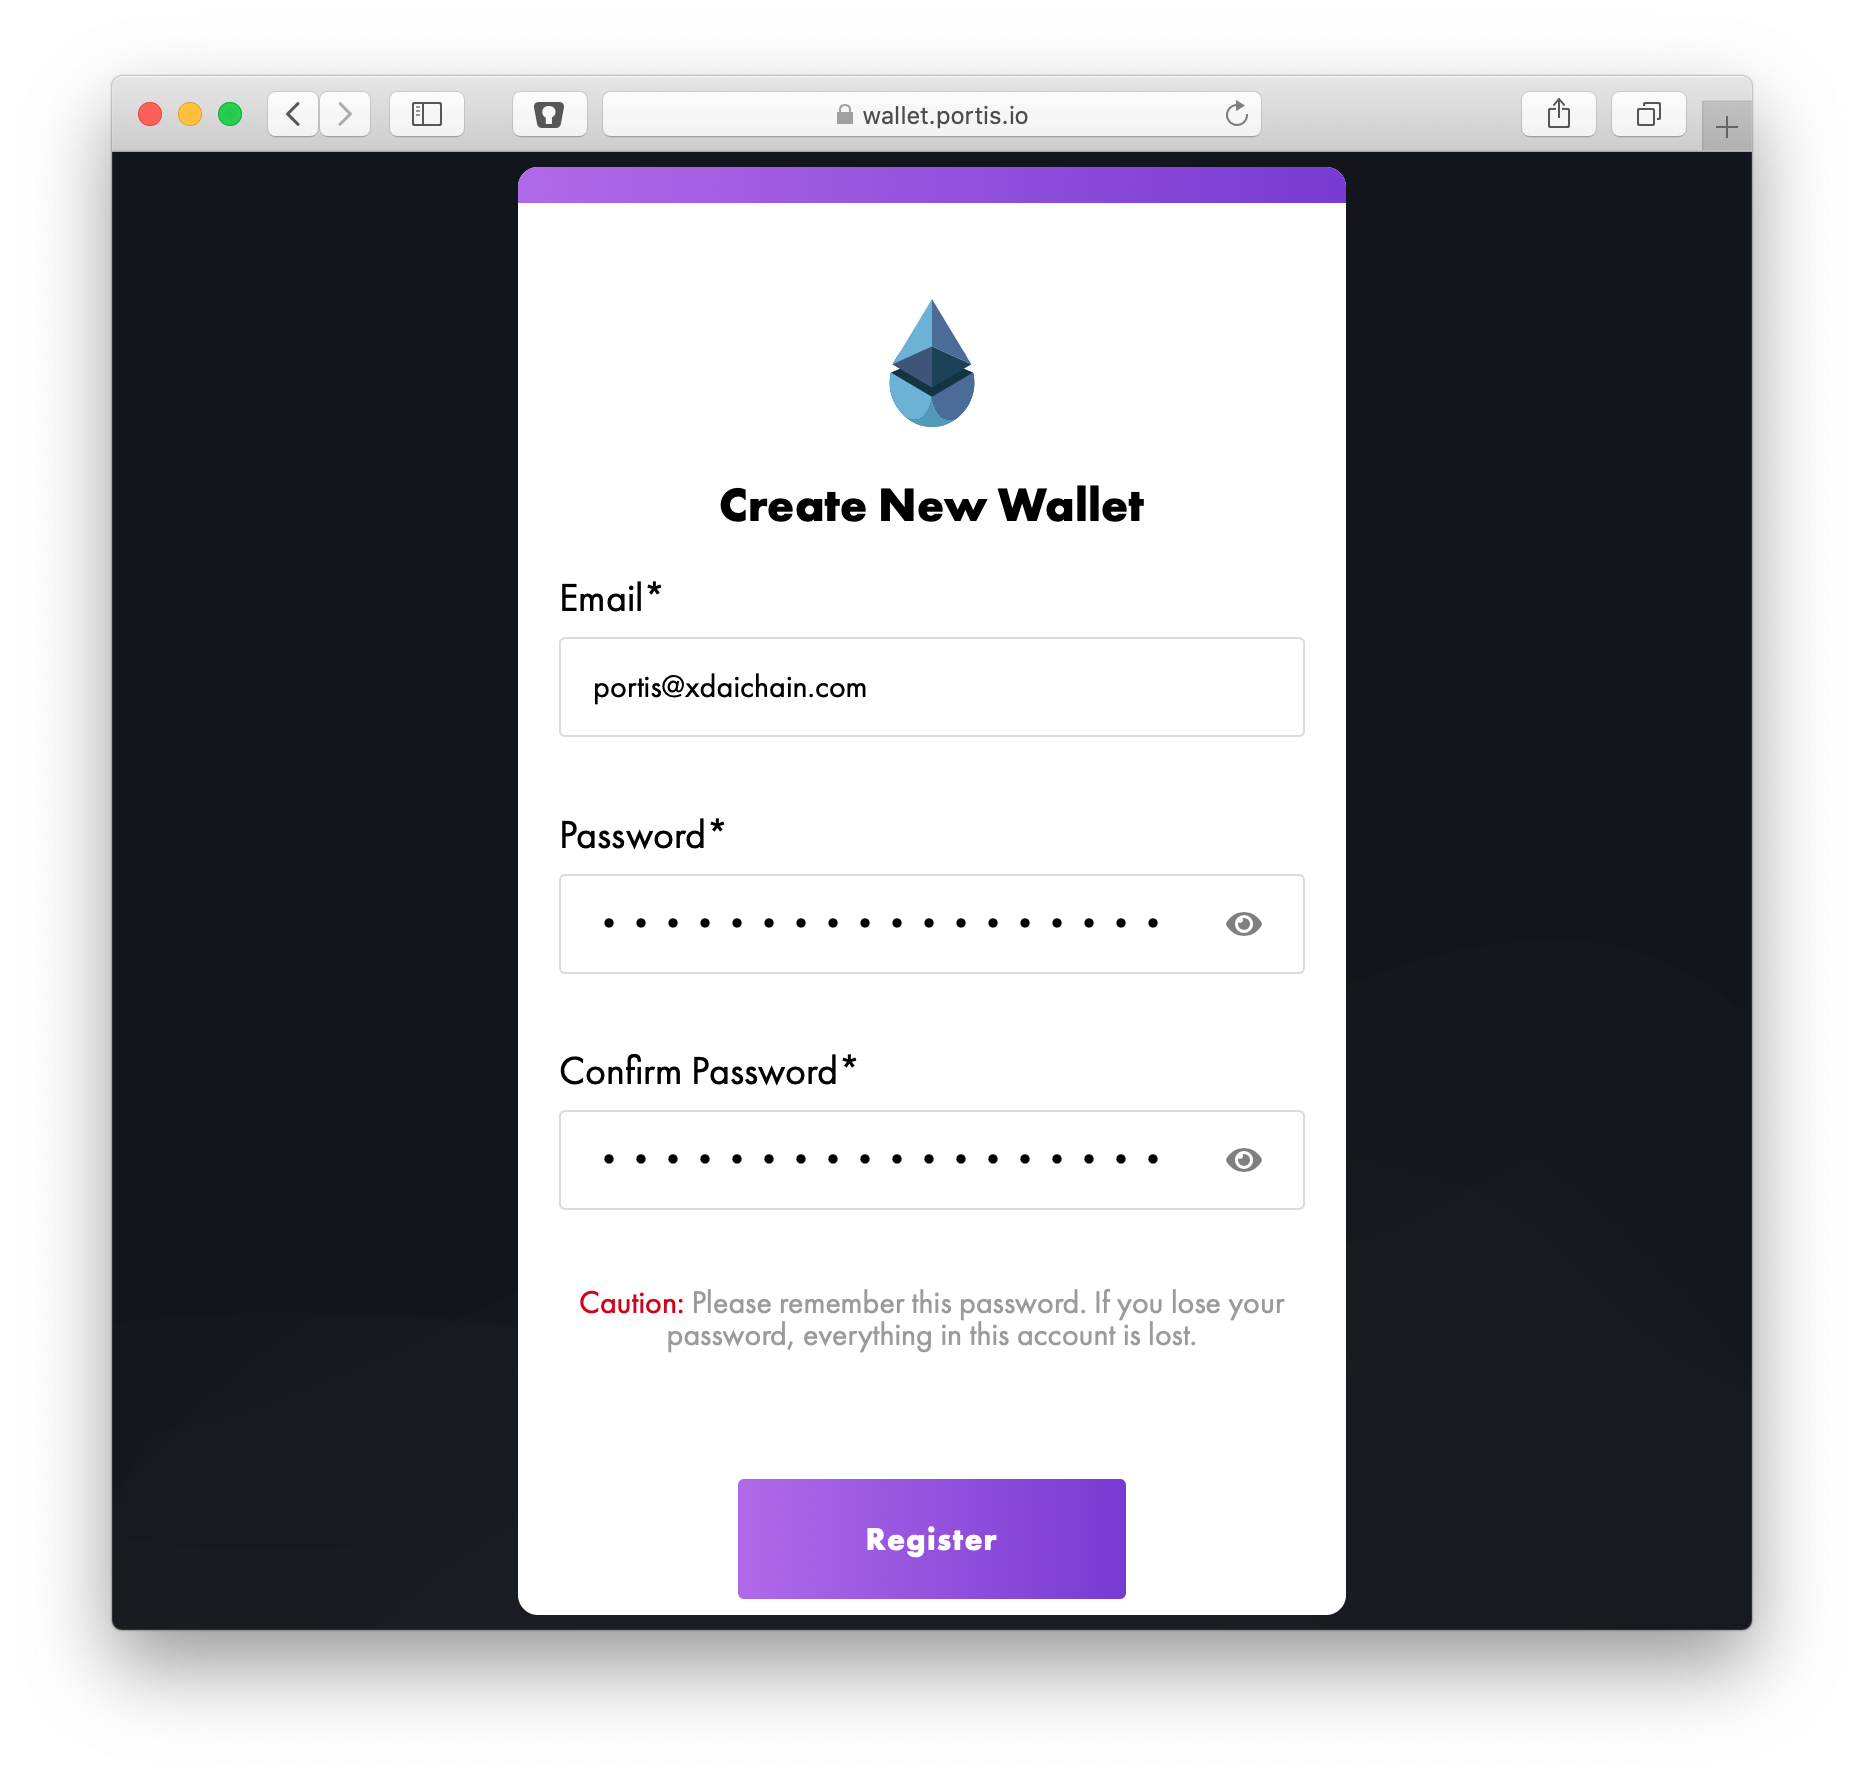 wallet.portis.io
Create New Wallet
Email*
portis@xdaichain.com
Password*
••••••••••••••••••
Confirm Password*
••••••••••••••••••
Caution: Please remember this password. If you lose your
password, everything in this account is lost.
Register